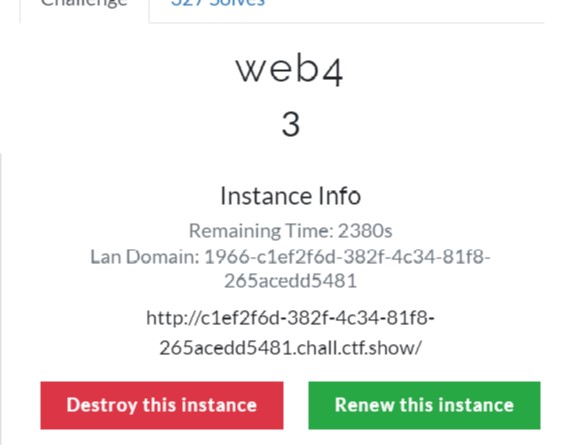 Challenge
327 Solves
web4
3
Instance Info
Remaining Time: 2380s
Lan Domain: 1966-c1ef2f6d-382f-4c34-81f8-
265acedd5481
http://c1ef2f6d-382f-4c34-81f8-
265acedd5481.chall.ctf.show/
Destroy this instance
Renew this instance